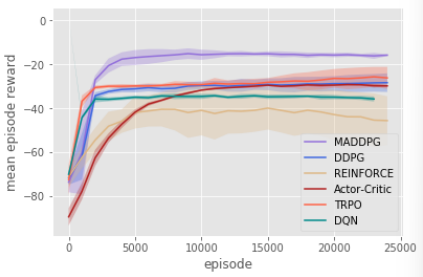 0
−20
−40
−60
−80
mean episode reward
MADDPG
DDPG
REINFORCE
Actor-Critic
TRPO
DQN
0 5000 10000 15000 20000 25000
episode